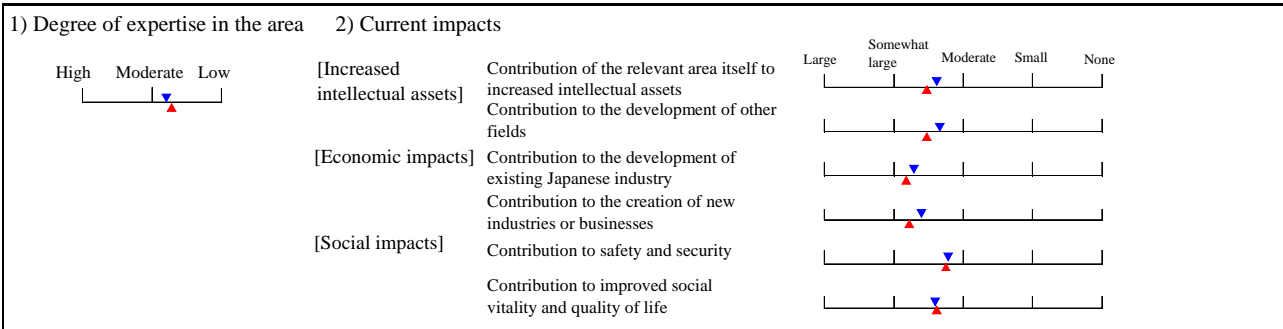 1) Degree of expertise in the area 2) Current impacts
High Moderate Low
Large Somewhat large Moderate Small None
[Increased intellectual assets]
Contribution of the relevant area itself to
increased intellectual assets
Contribution to the development of other
fields
[Economic impacts]
Contribution to the development of
existing Japanese industry
Contribution to the creation of new
industries or businesses
[Social impacts]
Contribution to safety and security
Contribution to improved social
vitality and quality of life